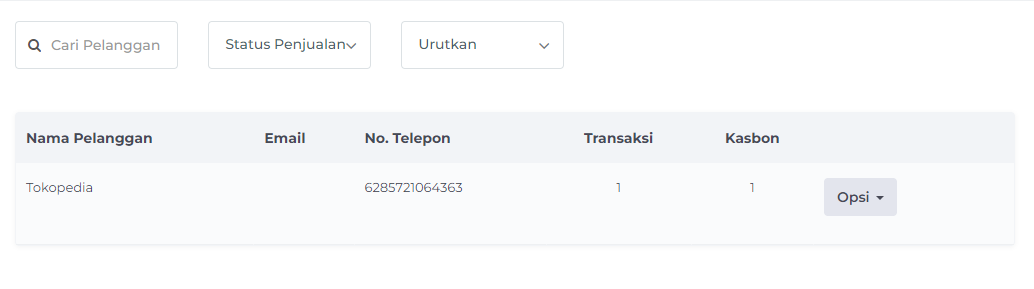 Cari Pelanggan Status Penjualan Urutkan
Nama Pelanggan Email No. Telepon Transaksi Kasbon
Tokopedia 6285721064363 1 1 Opsi